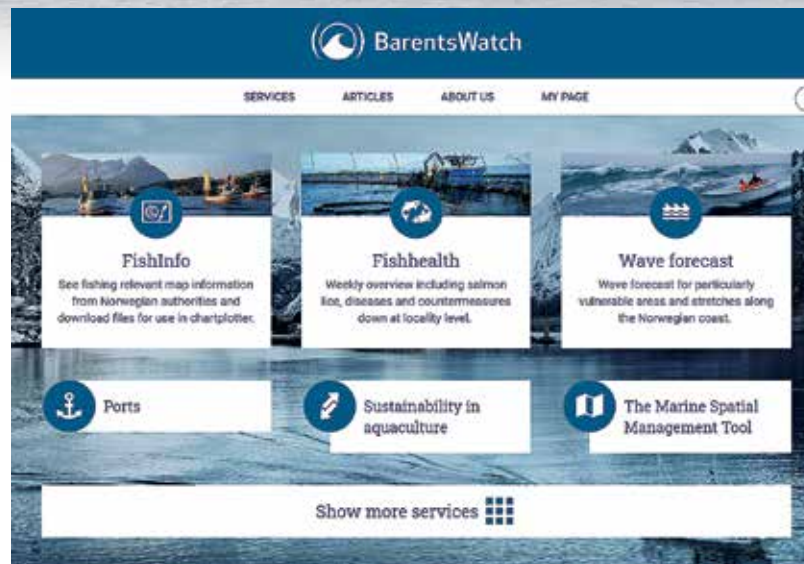 BarentsWatch
SERVICES ARTICLES ABOUT US MY PAGE
FishInfo
See fishing relevant map information
from Norwegian authorities and
download files for use in chartplotter.
Fishhealth
Weekly overview including salmon
lice, diseases and countermeasures
down at locality level.
Wave forecast
Wave forecast for particularly
vulnerable areas and stretches along
the Norwegian coast.
Ports
Sustainability in
aquaculture
The Marine Spatial
Management Tool
Show more services